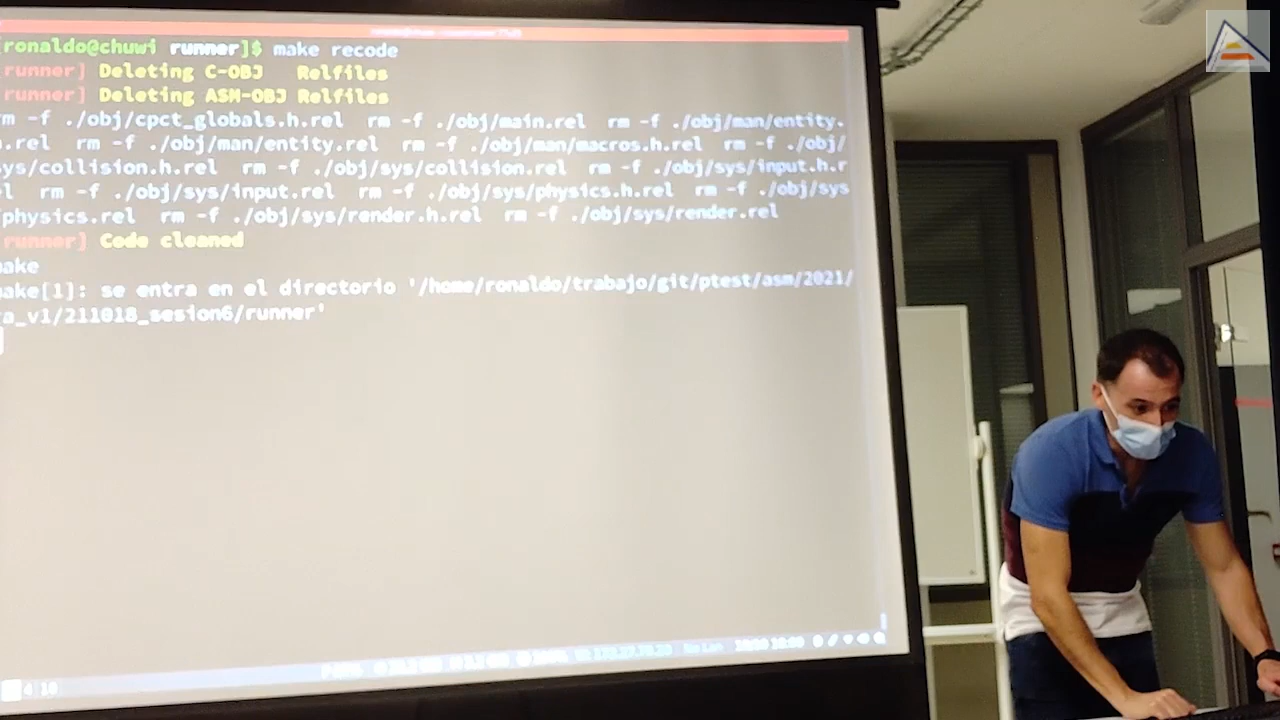 ronaldo@chuwi runner]$ make recode
runner] Deleting C-OBJ Relfiles
runner] Deleting ASM-OBJ Relfiles
rm -f ./obj/cpct_globals.h.rel rm -f ./obj/main.rel rm -f ./obj/man/entity.
.rel rm -f ./obj/man/entity.rel rm -f ./obj/man/macros.h.rel rm -f ./obj/
sys/collision.h.rel rm -f ./obj/sys/collision.rel rm -f ./obj/sys/input.h.r
el rm -f ./obj/sys/input.rel rm -f ./obj/sys/physics.h.rel rm -f ./obj/sys
physics.rel rm -f ./obj/sys/render.h.rel rm -f ./obj/sys/render.rel
runner] Code cleaned
make
make[1]: se entra en el directorio '/home/ronaldo/trabajo/git/ptest/asm/2021/
ra_v1/211018_sesion6/runner'